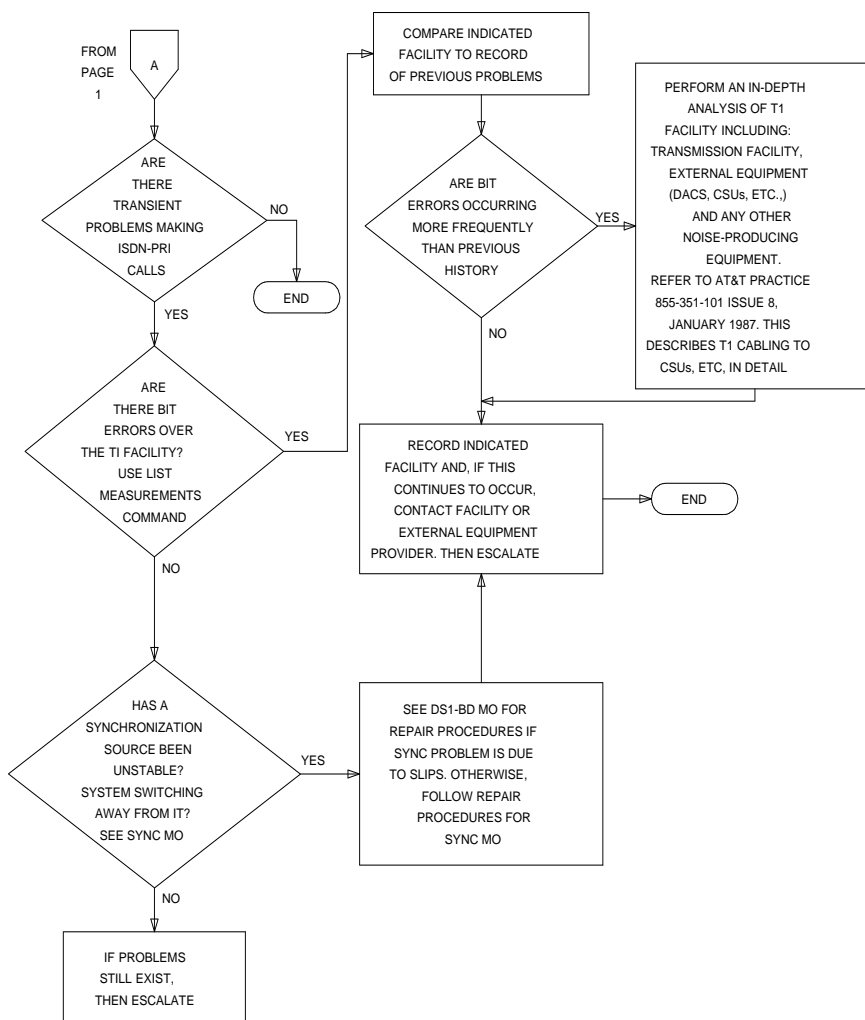 FROM
PAGE
1
A
ARE
THERE
TRANSIENT
PROBLEMS MAKING
ISDN-PRI
CALLS
NO
END
YES
ARE
THERE BIT
ERRORS OVER
THE TI FACILITY?
USE LIST
MEASUREMENTS
COMMAND
YES
NO
COMPARE INDICATED
FACILITY TO RECORD
OF PREVIOUS PROBLEMS
ARE BIT
ERRORS OCCURRING
MORE FREQUENTLY
THAN PREVIOUS
HISTORY
YES
NO
PERFORM AN IN-DEPTH
ANALYSIS OF T1
FACILITY INCLUDING:
TRANSMISSION FACILITY,
EXTERNAL EQUIPMENT
(DACS, CSUs, ETC.,)
AND ANY OTHER
NOISE-PRODUCING
EQUIPMENT.
REFER TO AT&T PRACTICE
855-351-101 ISSUE 8,
JANUARY 1987. THIS
DESCRIBES T1 CABLING TO
CSUs, ETC, IN DETAIL
RECORD INDICATED
FACILITY AND, IF THIS
CONTINUES TO OCCUR,
CONTACT FACILITY OR
EXTERNAL EQUIPMENT
PROVIDER. THEN ESCALATE
END
HAS A
SYNCHRONIZATION
SOURCE BEEN
UNSTABLE?
SYSTEM SWITCHING
AWAY FROM IT?
SEE SYNC MO
YES
NO
SEE DS1-BD MO FOR
REPAIR PROCEDURES IF
SYNC PROBLEM IS DUE
TO SLIPS. OTHERWISE,
FOLLOW REPAIR
PROCEDURES FOR
SYNC MO
IF PROBLEMS
STILL EXIST,
THEN ESCALATE